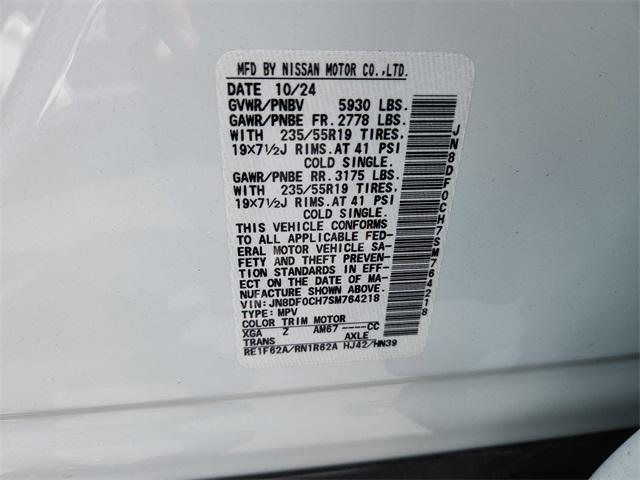 MFD BY NISSAN MOTOR CO.,LTD.
DATE 10/24
GVWR/PNBV 5930 LBS.
GAWR/PNBE FR. 2778 LBS.
WITH 235/55R19 TIRES.
19X7½J RIMS.AT 41 PSI
COLD SINGLE.
GAWR/PNBE RR. 3175 LBS.
WITH 235/55R19 TIRES.
19X7½J RIMS.AT 41 PSI
COLD SINGLE.
THIS VEHICLE CONFORMS
TO ALL APPLICABLE FED-
ERAL MOTOR VEHICLE SA-
FETY AND THEFT PREVEN-
TION STANDARDS IN EFF-
ECT ON THE DATE OF MA-
NUFACTURE SHOWN ABOVE.
VIN:JN8DF0CH7SM764218
TYPE:MPV
COLOR TRIM MOTOR
XGA 2 AM67 ----CC
TRANS AXLE
RE1F62A/RN1R62A HJ42/HN39
JN8DF0CH7SM764218